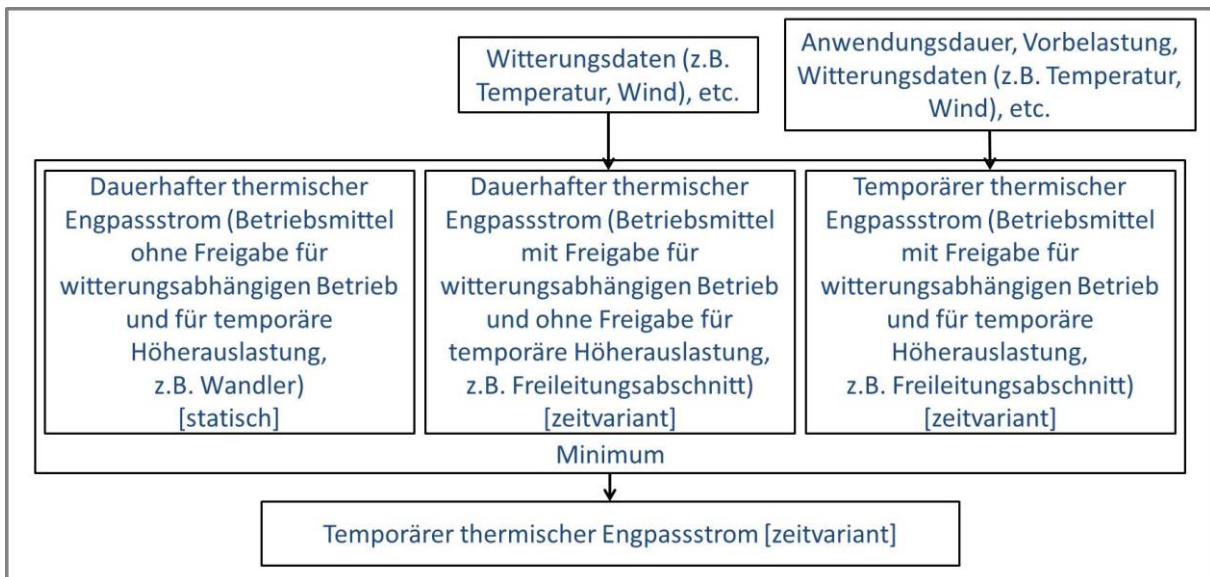 Witterungsdaten (z.B.
Temperatur, Wind), etc.
Anwendungsdauer, Vorbelastung,
Witterungsdaten (z.B. Temperatur,
Wind), etc.
Dauerhafter thermischer
Engpassstrom (Betriebsmittel
ohne Freigabe für
witterungsabhängigen Betrieb
und für temporäre
Höherauslastung,
z.B. Wandler)
[statisch]
Dauerhafter thermischer
Engpassstrom (Betriebsmittel
mit Freigabe für
witterungsabhängigen Betrieb
und ohne Freigabe für
temporäre Höherauslastung,
z.B. Freileitungsabschnitt)
[zeitvariant]
Temporärer thermischer
Engpassstrom (Betriebsmittel
mit Freigabe für
witterungsabhängigen Betrieb
und für temporäre
Höherauslastung,
z.B. Freileitungsabschnitt)
[zeitvariant]
Minimum
Temporärer thermischer Engpassstrom [zeitvariant]